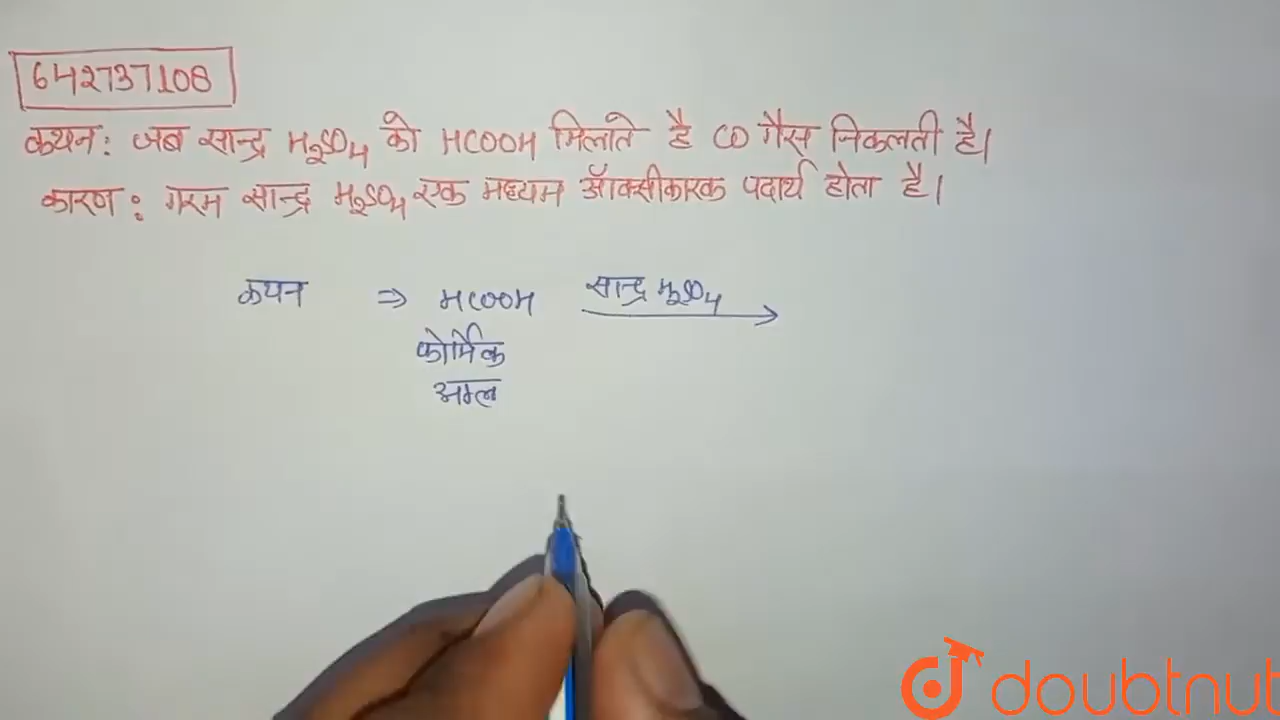 642737108
कथन: जब सान्द्र H₂SO₄ को HCOOH मिलाते है CO गैस निकलती है।
कारण: गरम सान्द्र H₂SO₄ एक मध्यम ऑक्सीकारक पदार्थ होता है।
कथन ⇒ HCOOH सान्द्र H₂SO₄ →
फोर्मिक
अम्ल
doubtnut